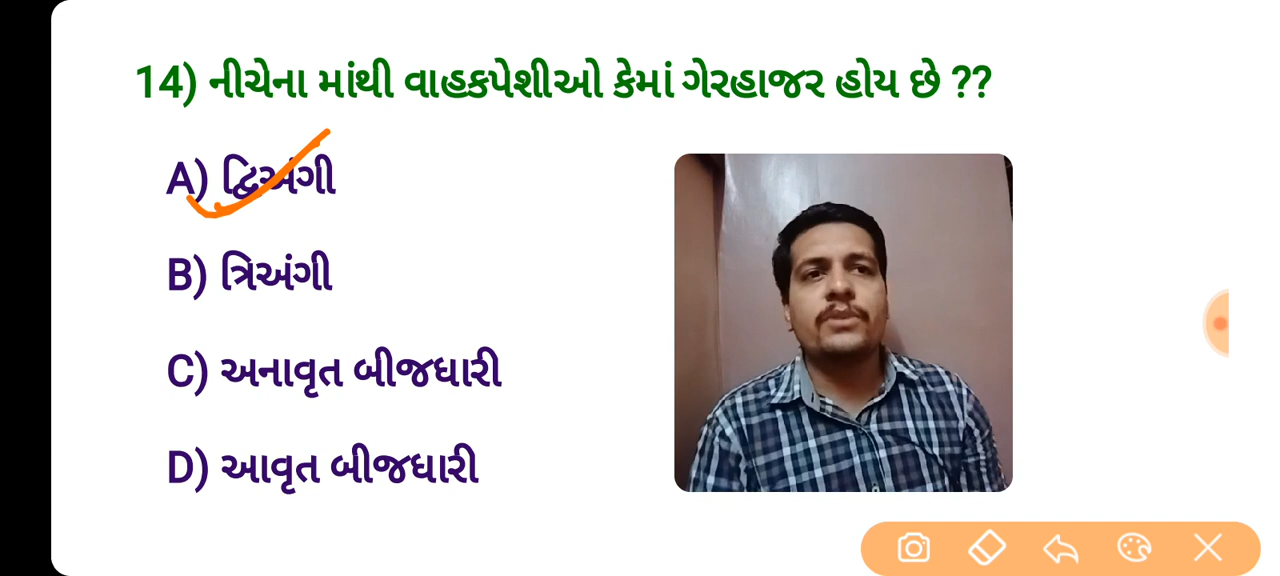 14) નીચેના માંથી વાહકપેશીઓ કેમાં ગેરહાજર હોય છે ??
A) દ્વિઅંગી
B) ત્રિઅંગી
C) અનાવૃત બીજધારી
D) આવૃત બીજધારી